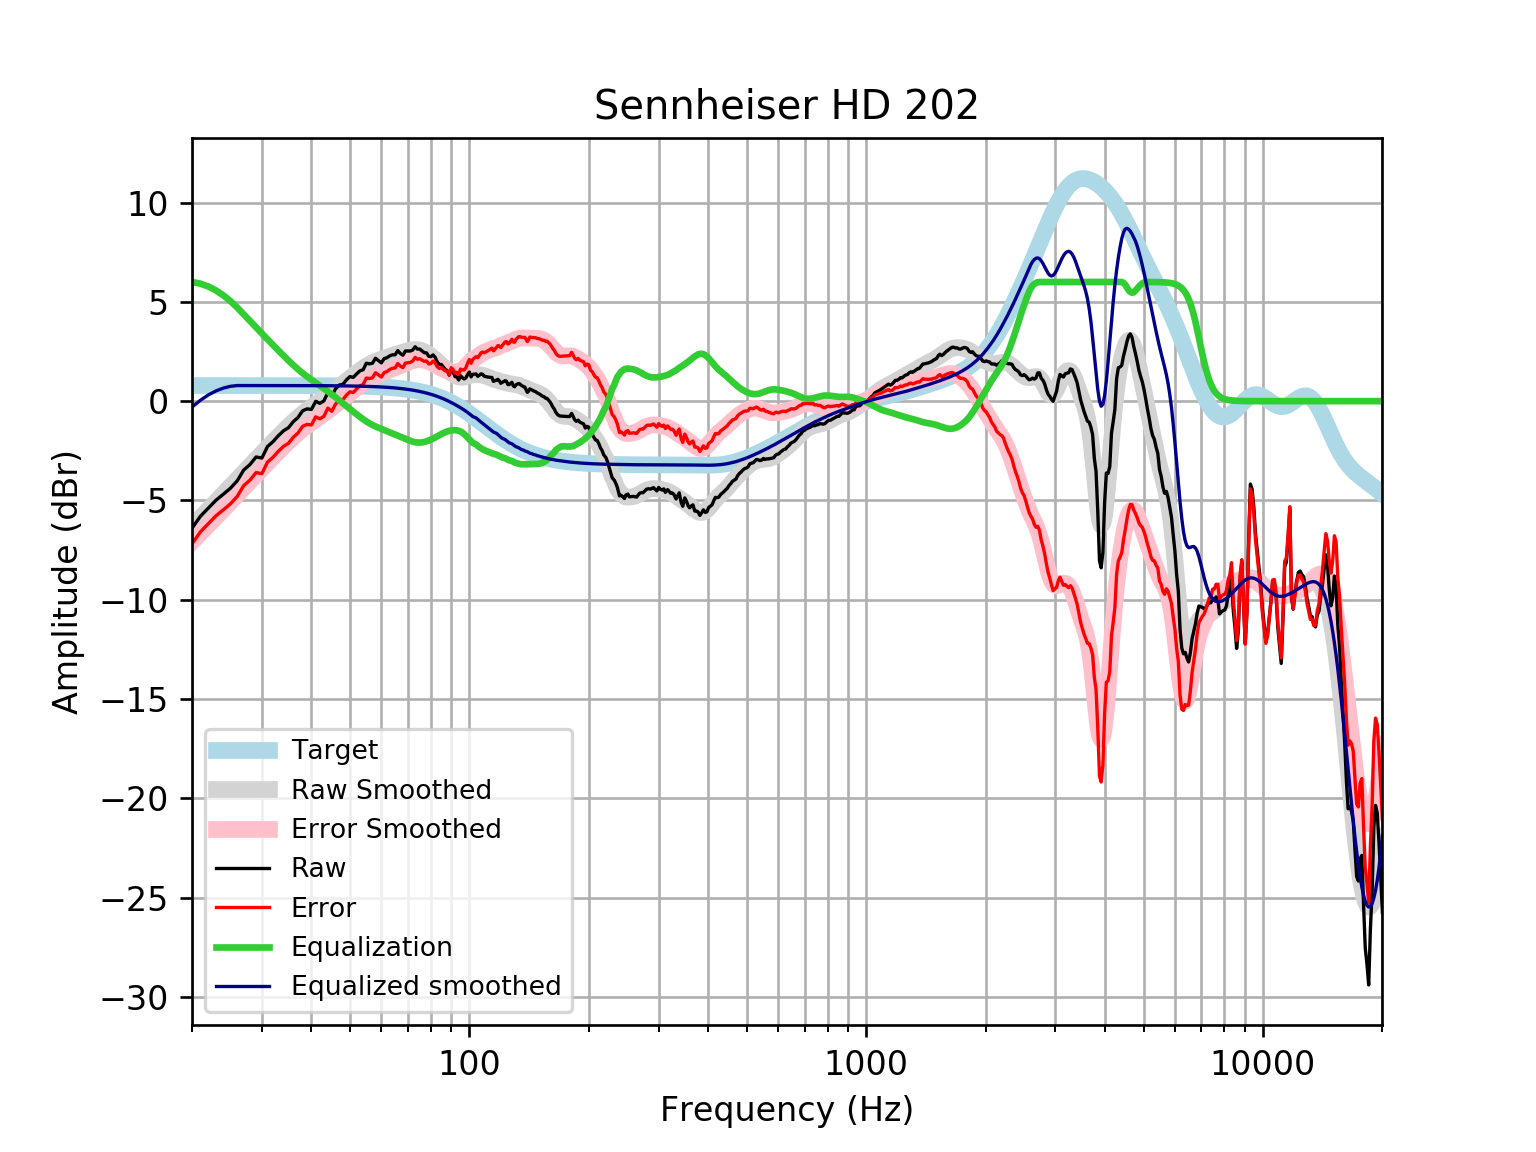 Sennheiser HD 202
10
5
0
−5
−10
−15
−20
−25
−30
Amplitude (dBr)
Target
Raw Smoothed
Error Smoothed
Raw
Error
Equalization
Equalized smoothed
100
1000
10000
Frequency (Hz)